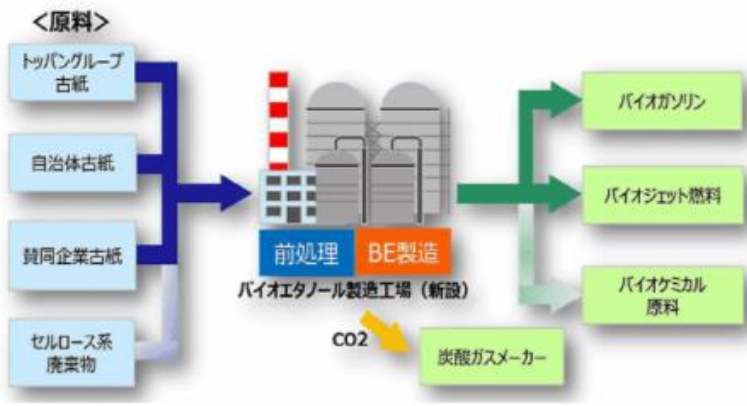 ＜原料＞
トッパングループ
古紙
自治体古紙
賛同企業古紙
セルロース系
廃棄物
前処理
BE製造
バイオエタノール製造工場（新設）
CO2
炭酸ガスメーカー
バイオガソリン
バイオジェット燃料
バイオケミカル
原料